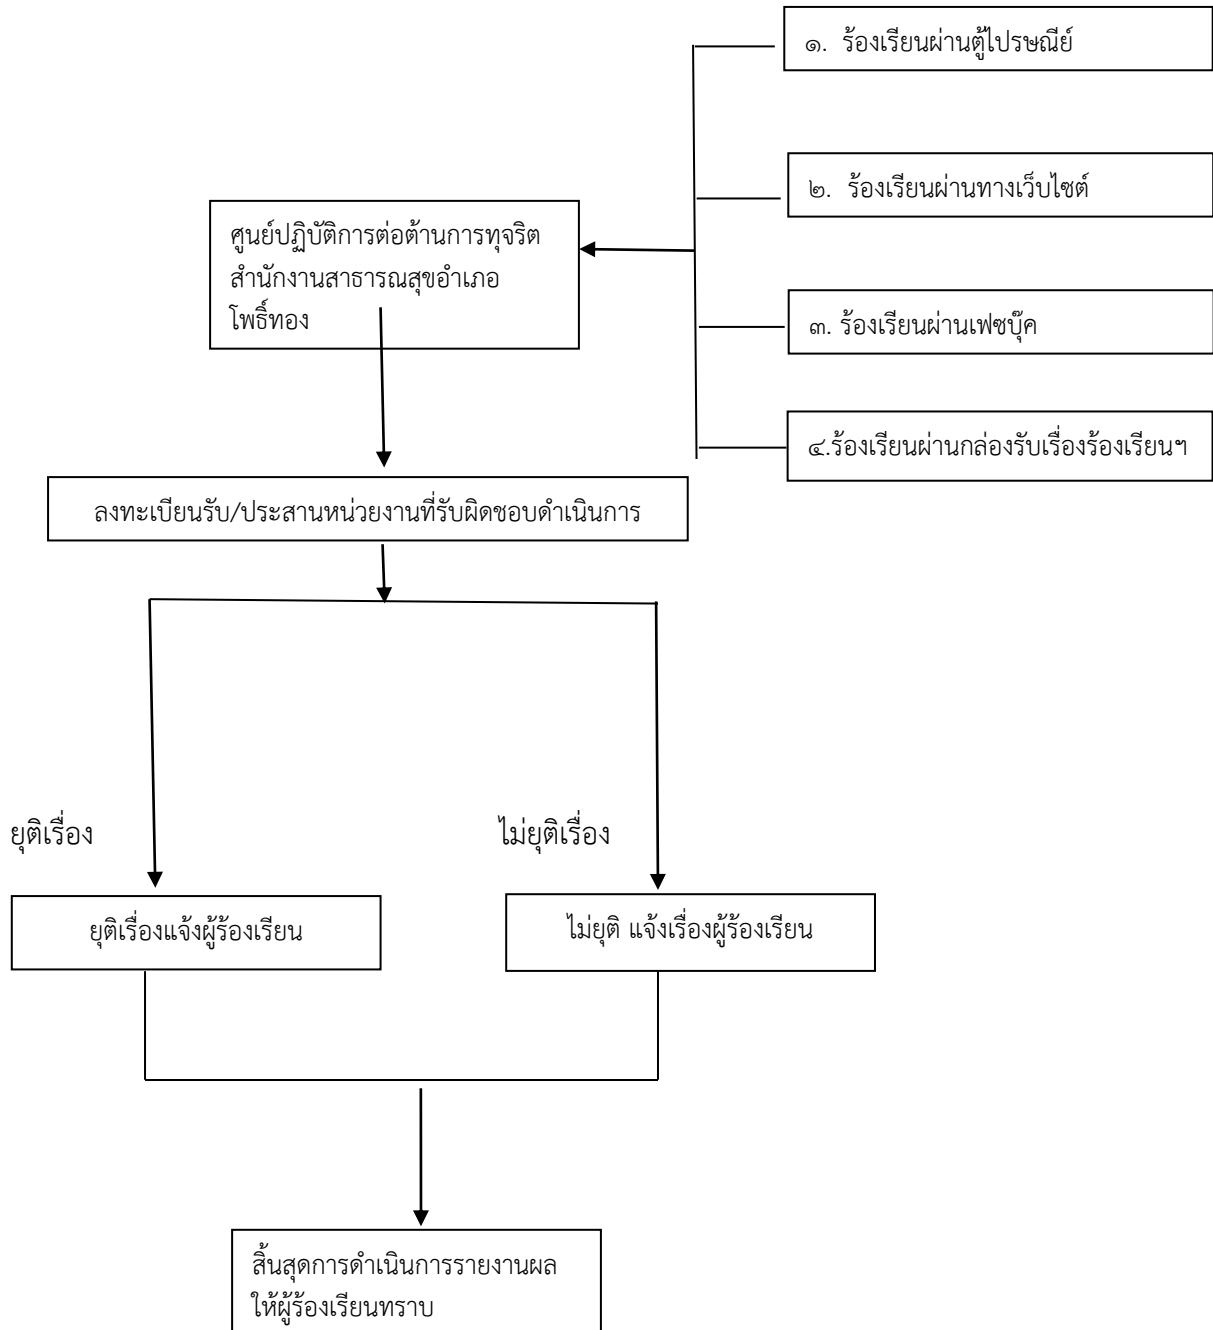 ๑. ร้องเรียนผ่านตู้ไปรษณีย์
๒. ร้องเรียนผ่านทางเว็บไซต์
ศูนย์ปฏิบัติการต่อต้านการทุจริต
สำนักงานสาธารณสุขอำเภอ
โพธิ์ทอง
๓. ร้องเรียนผ่านเฟซบุ๊ค
๔.ร้องเรียนผ่านกล่องรับเรื่องร้องเรียนฯ
ลงทะเบียนรับ/ประสานหน่วยงานที่รับผิดชอบดำเนินการ
ยุติเรื่อง
ไม่ยุติเรื่อง
ยุติเรื่องแจ้งผู้ร้องเรียน
ไม่ยุติ แจ้งเรื่องผู้ร้องเรียน
สิ้นสุดการดำเนินการรายงานผล
ให้ผู้ร้องเรียนทราบ